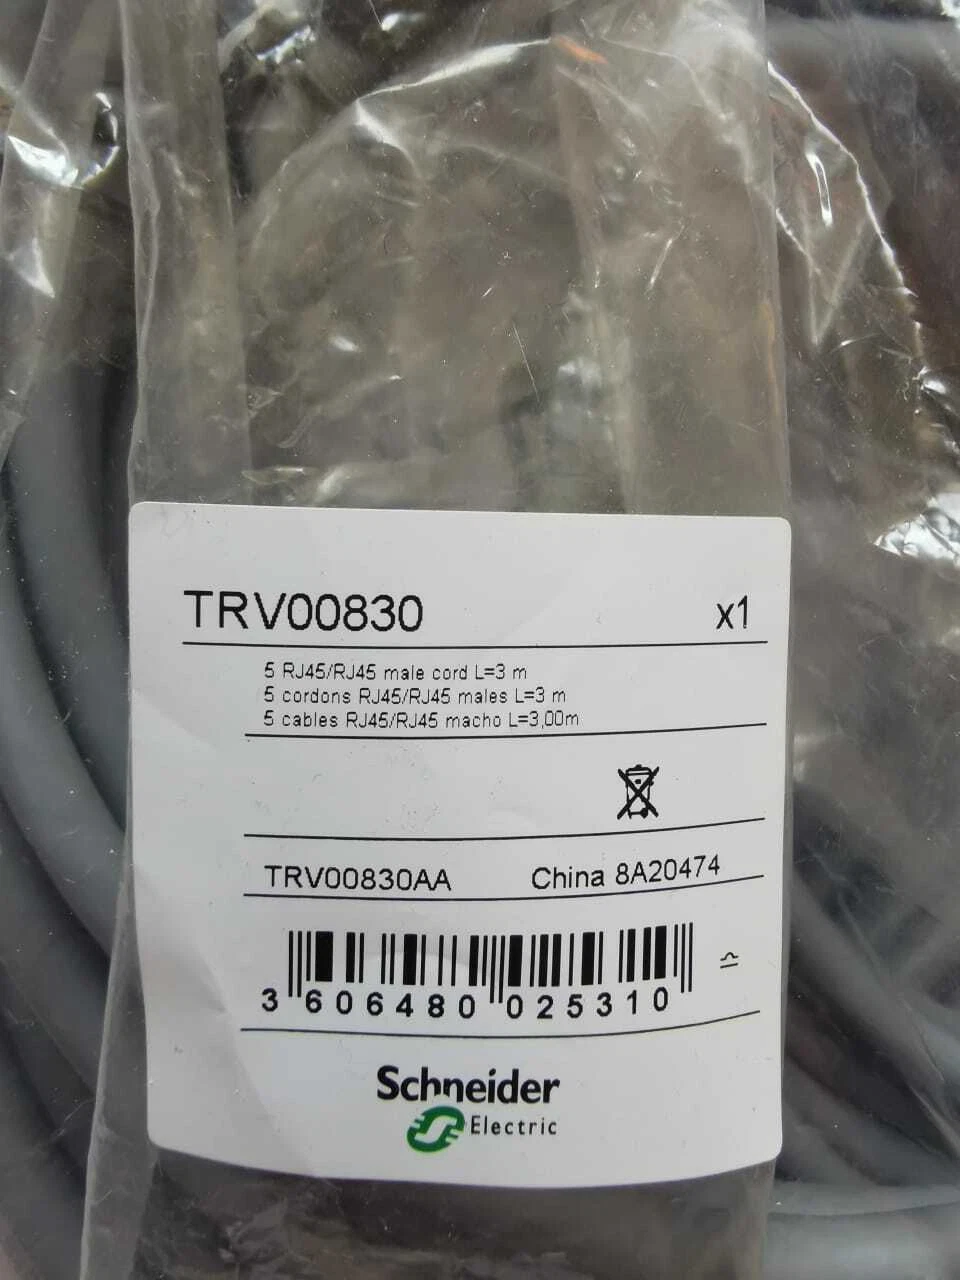 TRV00830 x1
5 RJ45/RJ45 male cord L=3 m
5 cordons RJ45/RJ45 males L=3 m
5 cables RJ45/RJ45 macho L=3,00m
TRV00830AA China 8A20474
3 606480 025310
Schneider
Electric